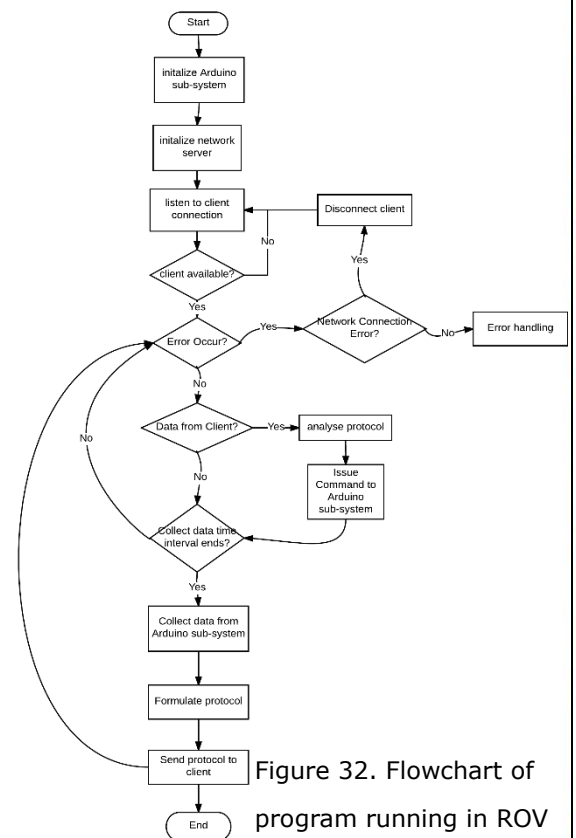 Start
initalize Arduino
sub-system
initalize network
server
listen to client
connection
Disconnect client
No
client available?
Yes
Yes
Error Occur?
Yes
Network Connection
Error?
No
Error handling
No
Data from Client?
Yes
analyse protocol
No
No
Issue
Command to
Arduino
sub-system
Collect data time
interval ends?
Yes
Collect data from
Arduino sub-system
Formulate protocol
Send protocol to
client
End
Figure 32. Flowchart of
program running in ROV